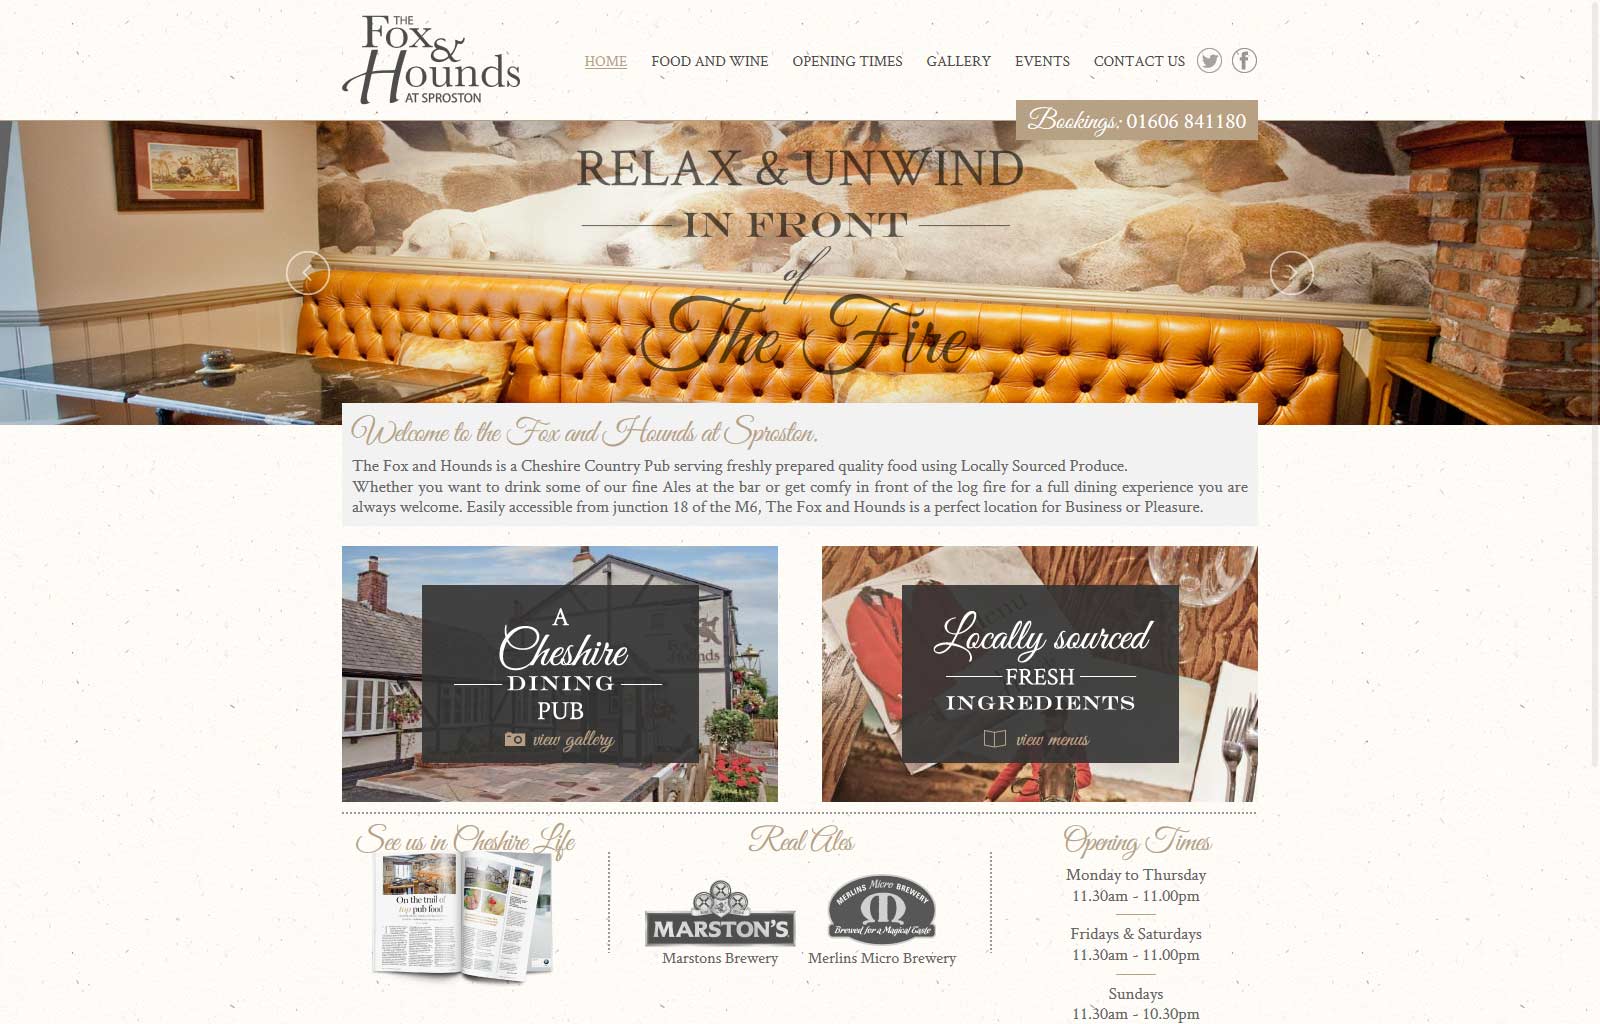 THE
Fox &
Hounds
AT SPROSTON
HOME FOOD AND WINE OPENING TIMES GALLERY EVENTS CONTACT US
Bookings: 01606 841180
RELAX & UNWIND
IN FRONT
of
The Fire
Welcome to the Fox and Hounds at Sproston.
The Fox and Hounds is a Cheshire Country Pub serving freshly prepared quality food using Locally Sourced Produce.
Whether you want to drink some of our fine Ales at the bar or get comfy in front of the log fire for a full dining experience you are
always welcome. Easily accessible from junction 18 of the M6, The Fox and Hounds is a perfect location for Business or Pleasure.
A
Cheshire
DINING
PUB
view gallery
Fox
Hounds
Menu
Locally sourced
FRESH
INGREDIENTS
view menus
See us in Cheshire Life
On the trail of
top pub food
Real Ales
MARSTON'S
Marstons Brewery
MERLINS Micro BREWERY
M
Brewed for a Magical Taste
Merlins Micro Brewery
Opening Times
Monday to Thursday
11.30am - 11.00pm
Fridays & Saturdays
11.30am - 11.00pm
Sundays
11.30am - 10.30pm